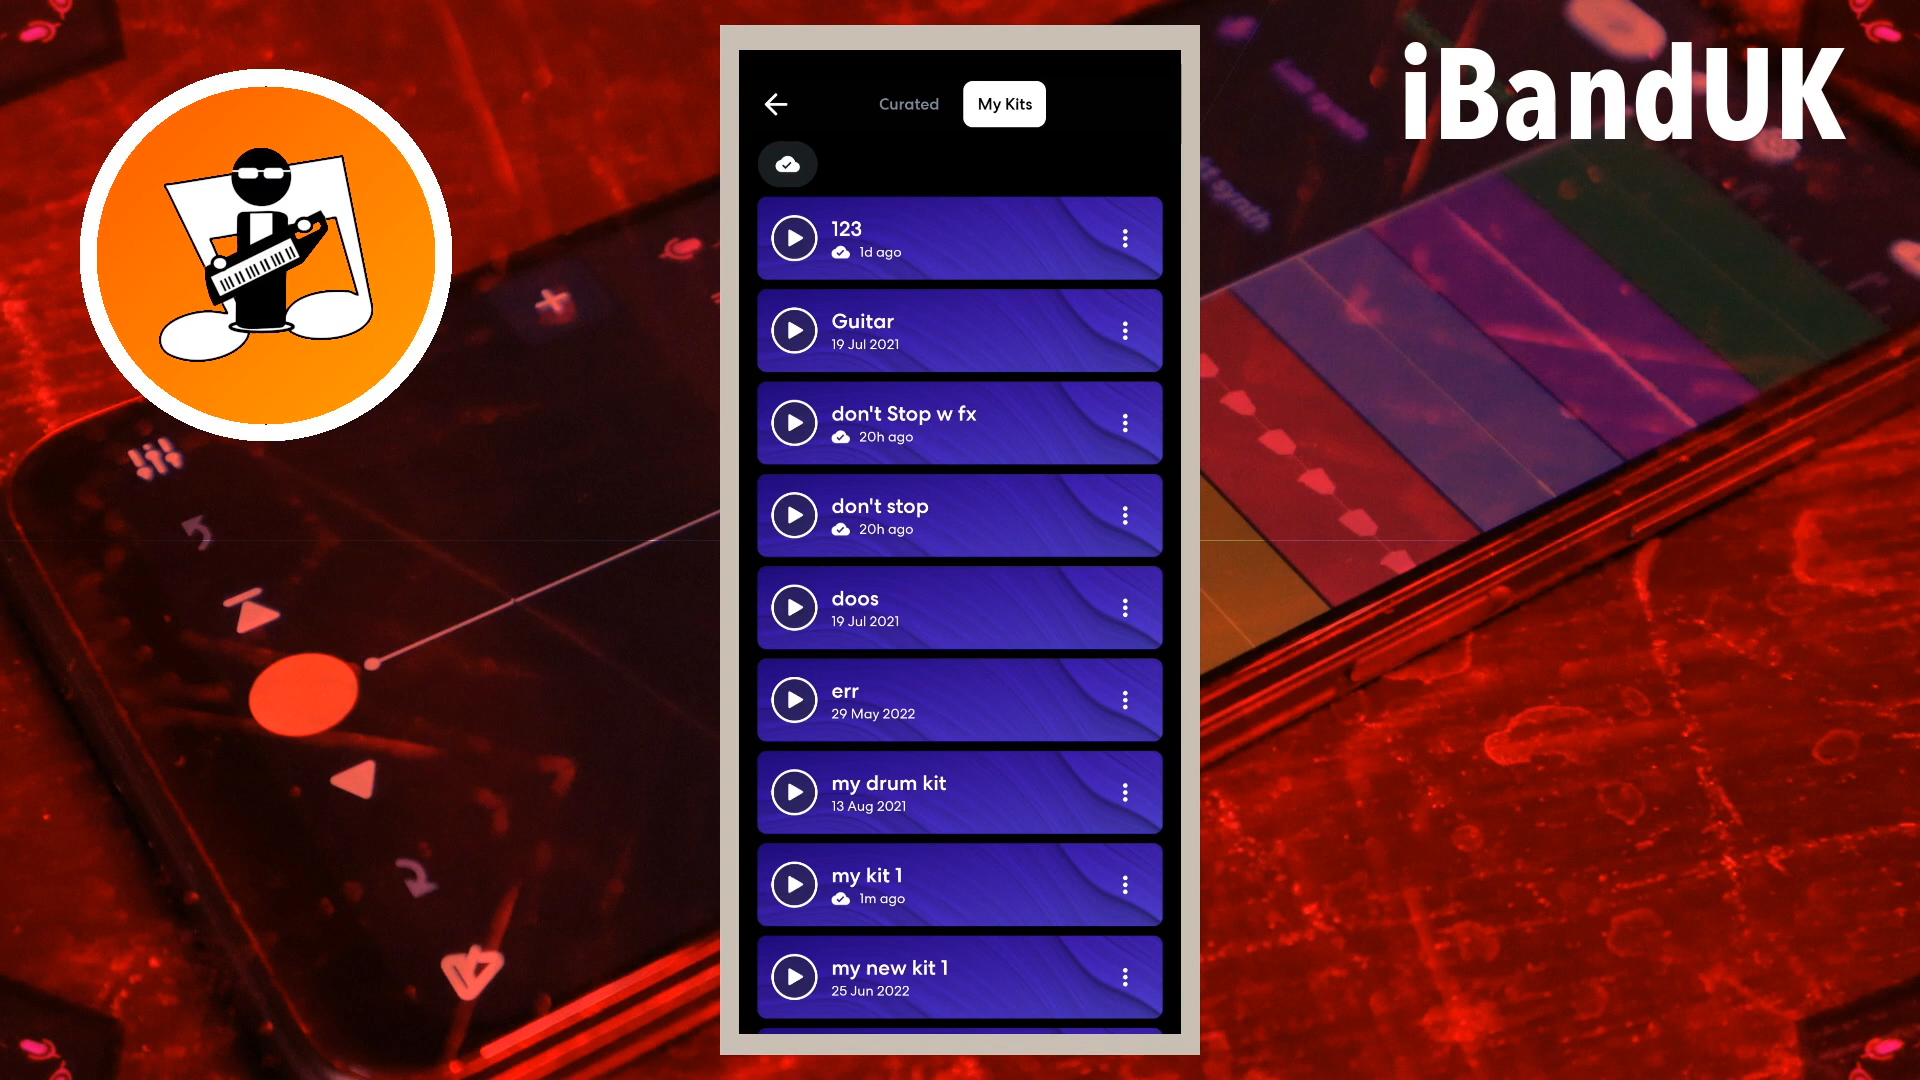 iBandUK
Curated
My Kits
123
1d ago
Guitar
19 Jul 2021
don't Stop w fx
20h ago
don't stop
20h ago
doos
19 Jul 2021
err
29 May 2022
my drum kit
13 Aug 2021
my kit 1
1m ago
my new kit 1
25 Jun 2022